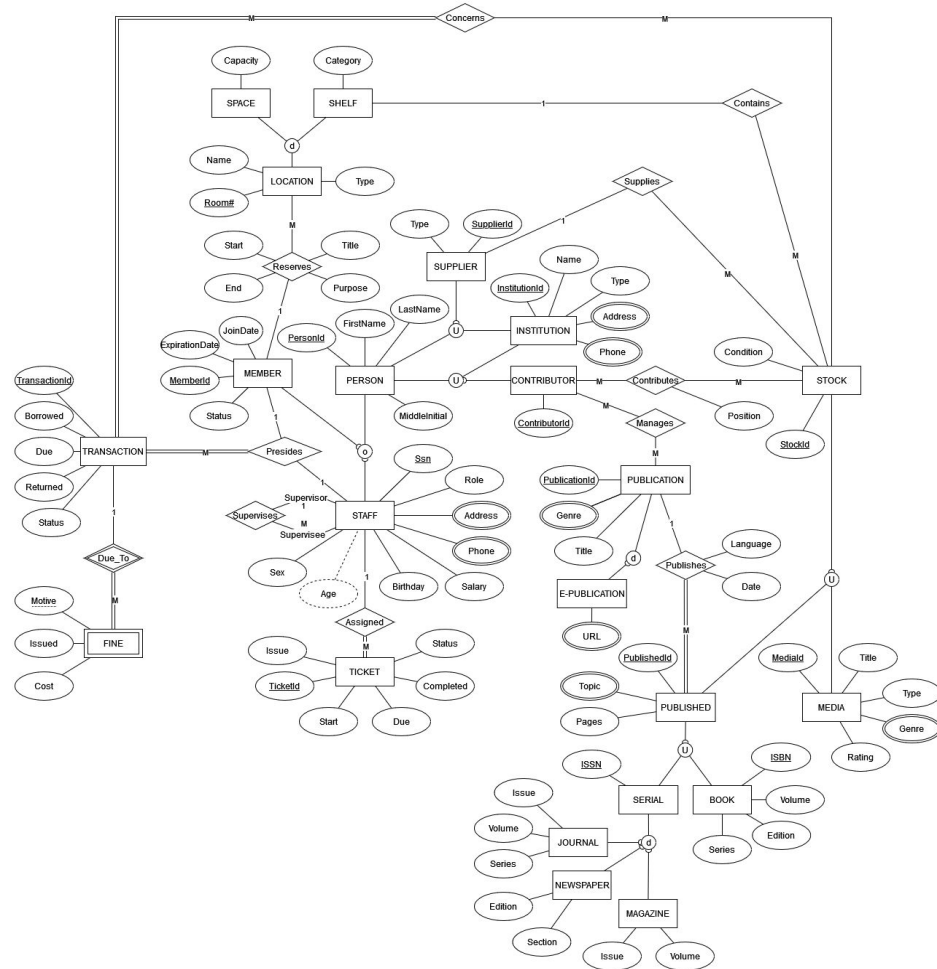 Concerns
M
M
Capacity
Category
SPACE
SHELF
1
Contains
d
Name
LOCATION
Type
Room#
Supplies
M
Type
SupplierId
1
Start
Title
Name
Reserves
SUPPLIER
M
End
Purpose
InstitutionId
Type
M
LastName
FirstName
Address
JoinDate
1
PersonId
U
INSTITUTION
ExpirationDate
Phone
Condition
TransactionId
MemberId
MEMBER
PERSON
U
CONTRIBUTOR
M
Contributes
M
STOCK
Borrowed
Status
MiddleInitial
M
Position
1
ContributorId
Manages
StockId
TRANSACTION
M
Presides
o
M
Due
Ssn
1
PublicationId
PUBLICATION
Returned
Supervisor
Role
1
Genre
Supervises
STAFF
Address
1
Language
Status
M
Supervisee
Title
1
Phone
d
Due_To
Publishes
Sex
Date
1
U
Age
Birthday
Salary
E-PUBLICATION
M
Motive
Assigned
URL
M
Issued
FINE
Issue
M
Status
PublishedId
MediaId
Title
TicketId
TICKET
Completed
Topic
Type
Cost
PUBLISHED
MEDIA
Start
Due
Pages
Genre
U
Rating
ISSN
ISBN
Issue
SERIAL
BOOK
Volume
Volume
JOURNAL
d
Edition
Series
Series
NEWSPAPER
Edition
MAGAZINE
Section
Issue
Volume